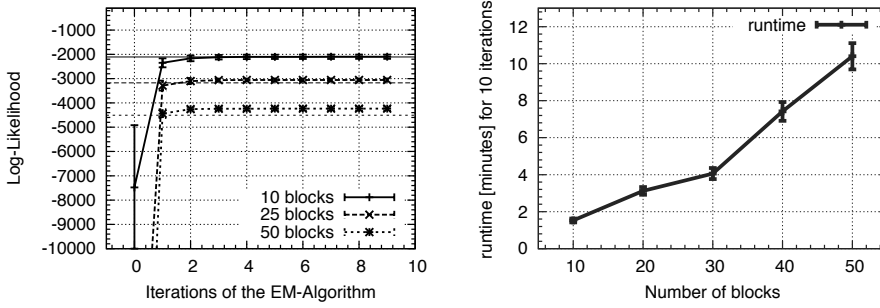 -1000
-2000
-3000
-4000
-5000
-6000
-7000
-8000
-9000
-10000
Log-Likelihood
0 2 4 6 8 10
Iterations of the EM-Algorithm
10 blocks
25 blocks
50 blocks
12
10
8
6
4
2
0
runtime [minutes] for 10 iterations
runtime
10 20 30 40 50
Number of blocks